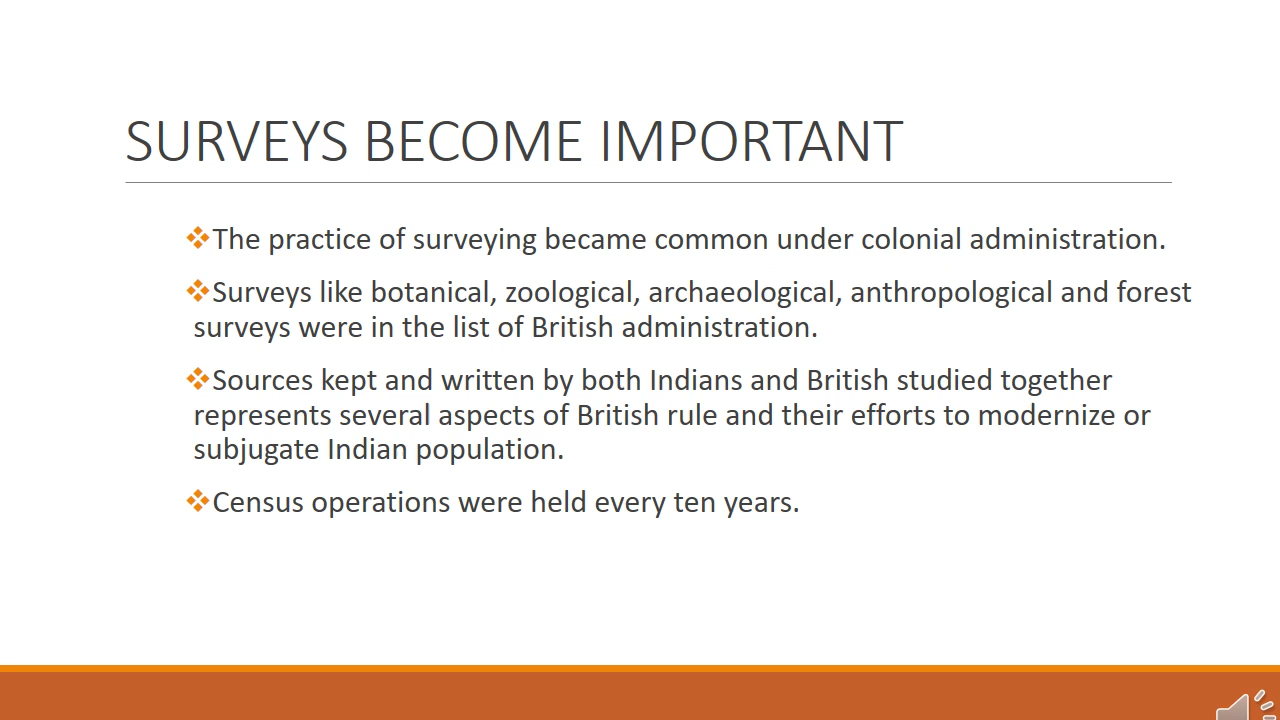 SURVEYS BECOME IMPORTANT
❖The practice of surveying became common under colonial administration.
❖Surveys like botanical, zoological, archaeological, anthropological and forest
surveys were in the list of British administration.
❖Sources kept and written by both Indians and British studied together
represents several aspects of British rule and their efforts to modernize or
subjugate Indian population.
❖Census operations were held every ten years.